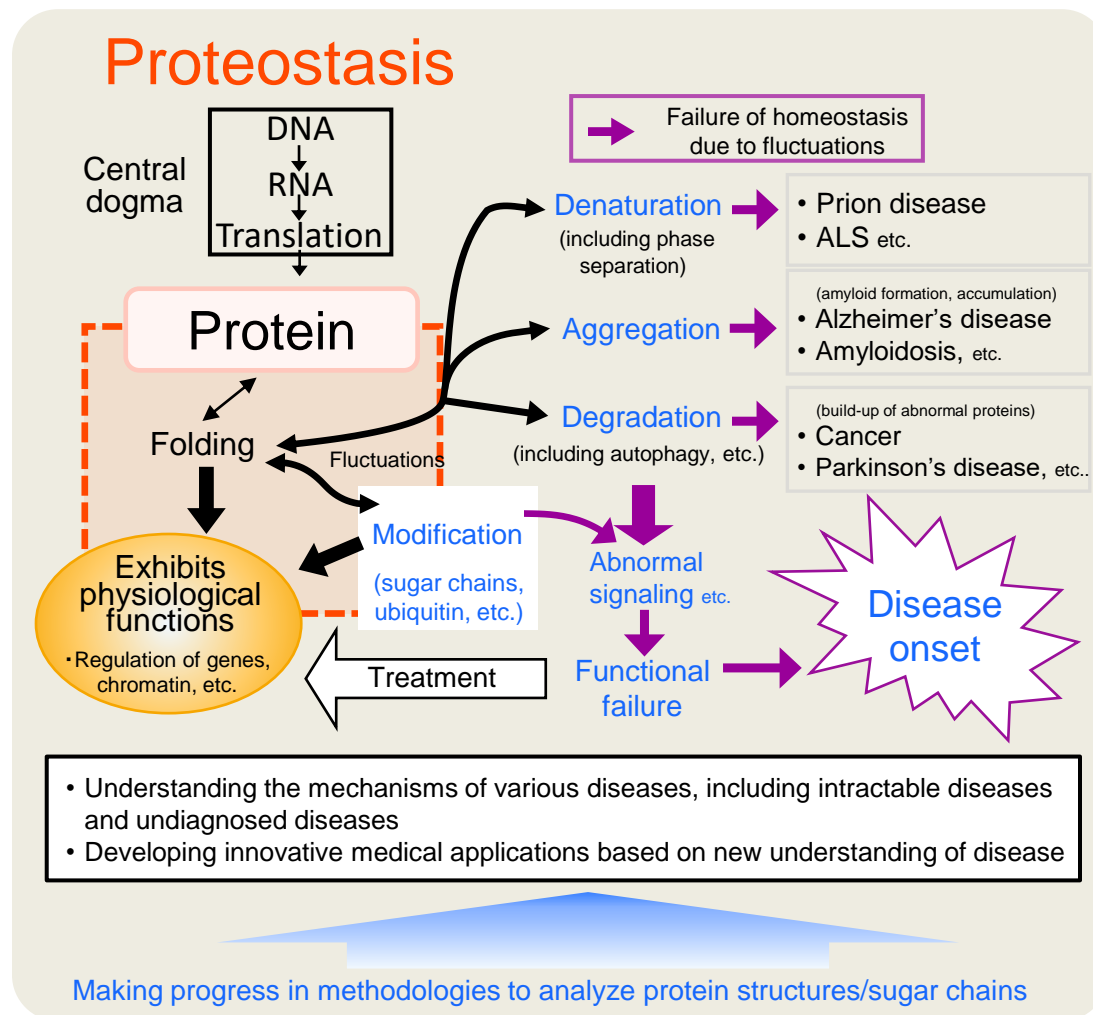 Proteostasis
Central
dogma
DNA
RNA
Translation
Protein
Folding
Fluctuations
Exhibits
physiological
functions
・Regulation of genes,
chromatin, etc.
Modification
(sugar chains,
ubiquitin, etc.)
Failure of homeostasis
due to fluctuations
Denaturation
(including phase
separation)
• Prion disease
• ALS etc.
Aggregation
(amyloid formation, accumulation)
• Alzheimer’s disease
• Amyloidosis, etc.
Degradation
(including autophagy, etc.)
(build-up of abnormal proteins)
• Cancer
• Parkinson’s disease, etc..
Abnormal
signaling etc.
Functional
failure
Disease
onset
Treatment
• Understanding the mechanisms of various diseases, including intractable diseases
and undiagnosed diseases
• Developing innovative medical applications based on new understanding of disease
Making progress in methodologies to analyze protein structures/sugar chains